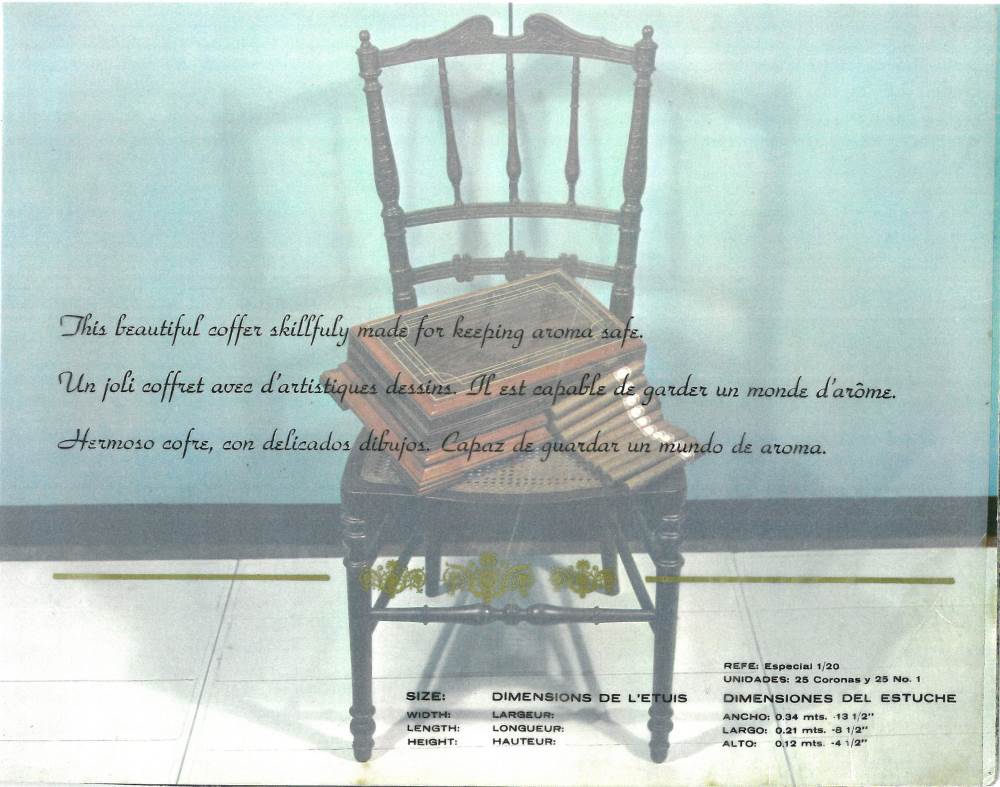 This beautiful coffer skillfuly made for keeping aroma safe.
Un joli coffret avec d'artistiques dessins. Il est capable de garder un monde d'arôme.
Hermoso cofre, con delicados dibujos. Capaz de guardar un mundo de aroma.
REFE: Especial 1/20
UNIDADES: 25 Coronas y 25 No. 1
SIZE: DIMENSIONS DE L'ETUIS DIMENSIONES DEL ESTUCHE
WIDTH: LARGEUR: ANCHO: 0.34 mts. -13 1/2"
LENGTH: LONGUEUR: LARGO: 0.21 mts. -8 1/2"
HEIGHT: HAUTEUR: ALTO: 0.12 mts. -4 1/2"